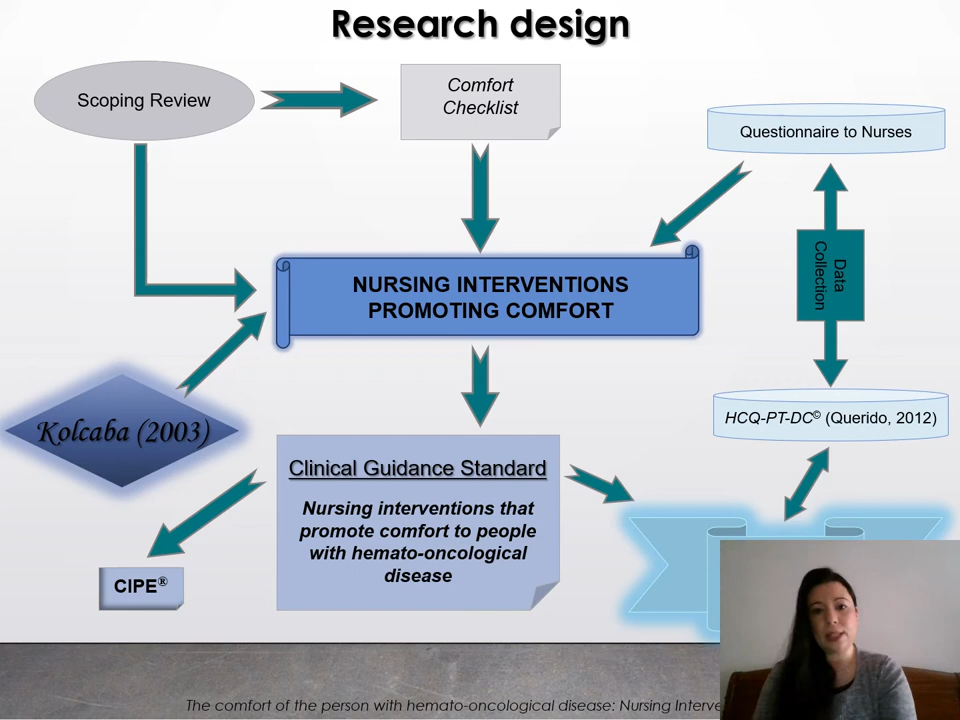 Research design
Scoping Review
Comfort
Checklist
Questionnaire to Nurses
Data
Collection
NURSING INTERVENTIONS
PROMOTING COMFORT
Kolcaba (2003)
HCQ-PT-DC© (Querido, 2012)
Clinical Guidance Standard
Nursing interventions that
promote comfort to people
with hemato-oncological
disease
CIPE®
The comfort of the person with hemato-oncological disease: Nursing